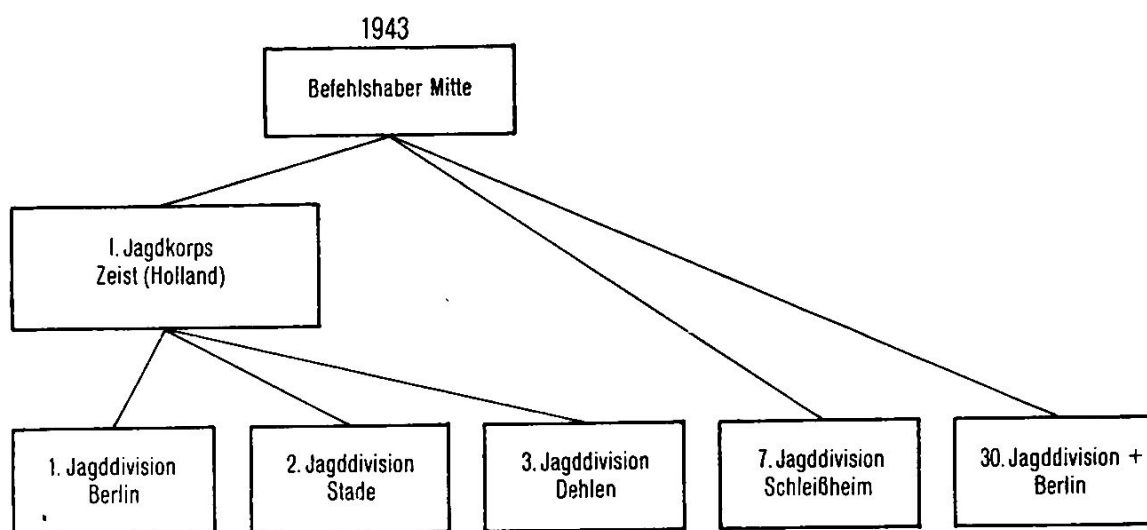 1943
Befehlshaber Mitte
I. Jagdkorps
Zeist (Holland)
1. Jagddivision
Berlin
2. Jagddivision
Stade
3. Jagddivision
Dehlen
7. Jagddivision
Schleißheim
30. Jagddivision +
Berlin